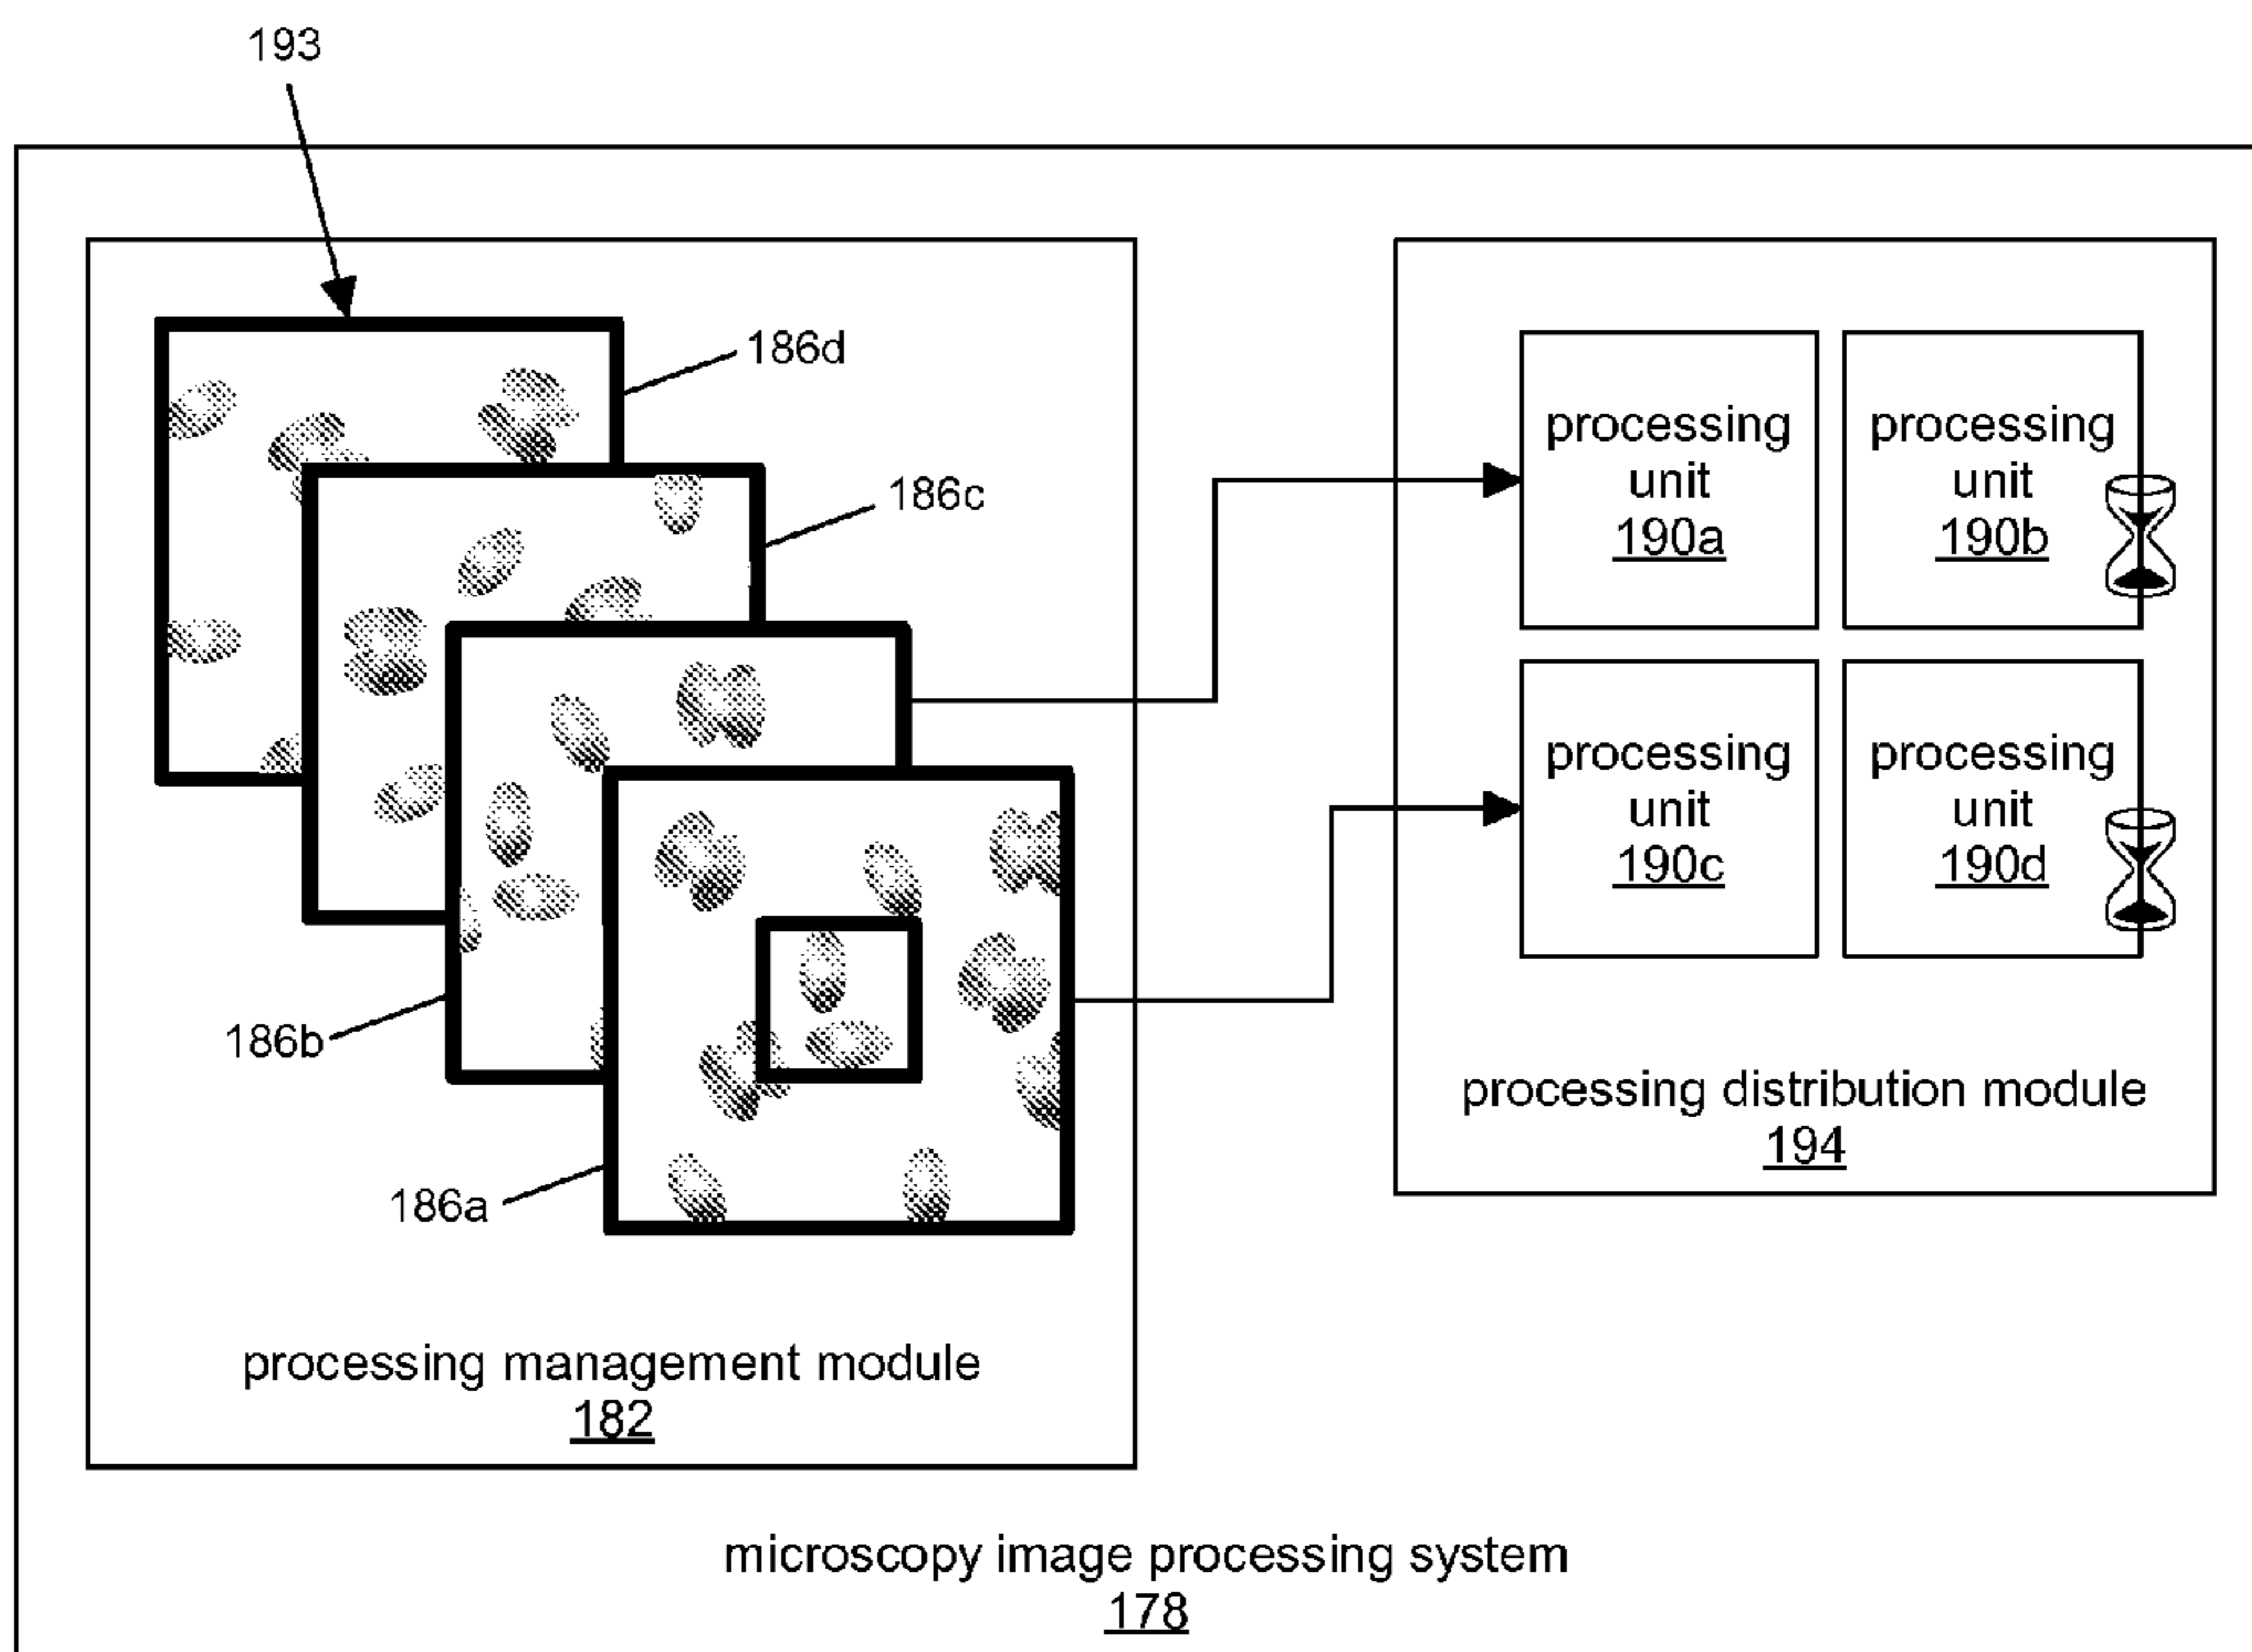 193
186d
186c
186b
186a
processing management module
182
processing
unit
190a
processing
unit
190b
processing
unit
190c
processing
unit
190d
processing distribution module
194
microscopy image processing system
178